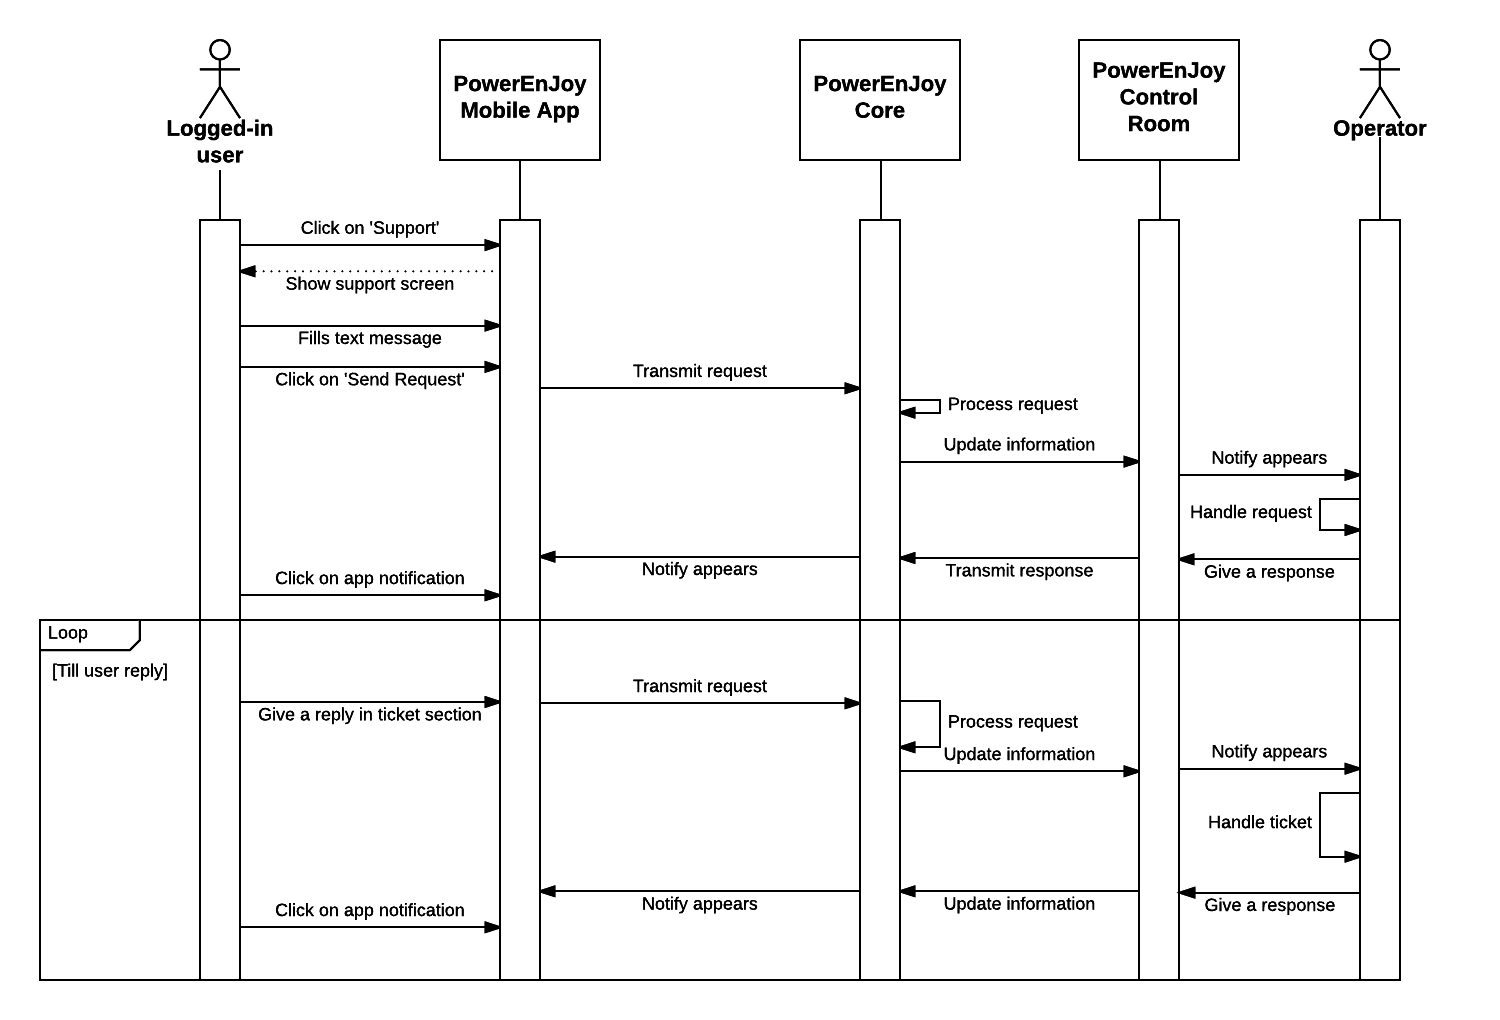 Logged-in
user
PowerEnJoy
Mobile App
PowerEnJoy
Core
PowerEnJoy
Control
Room
Operator
Click on 'Support'
Show support screen
Fills text message
Click on 'Send Request'
Transmit request
Process request
Update information
Notify appears
Handle request
Give a response
Transmit response
Notify appears
Click on app notification
Loop
[Till user reply]
Give a reply in ticket section
Transmit request
Process request
Update information
Notify appears
Handle ticket
Give a response
Update information
Notify appears
Click on app notification